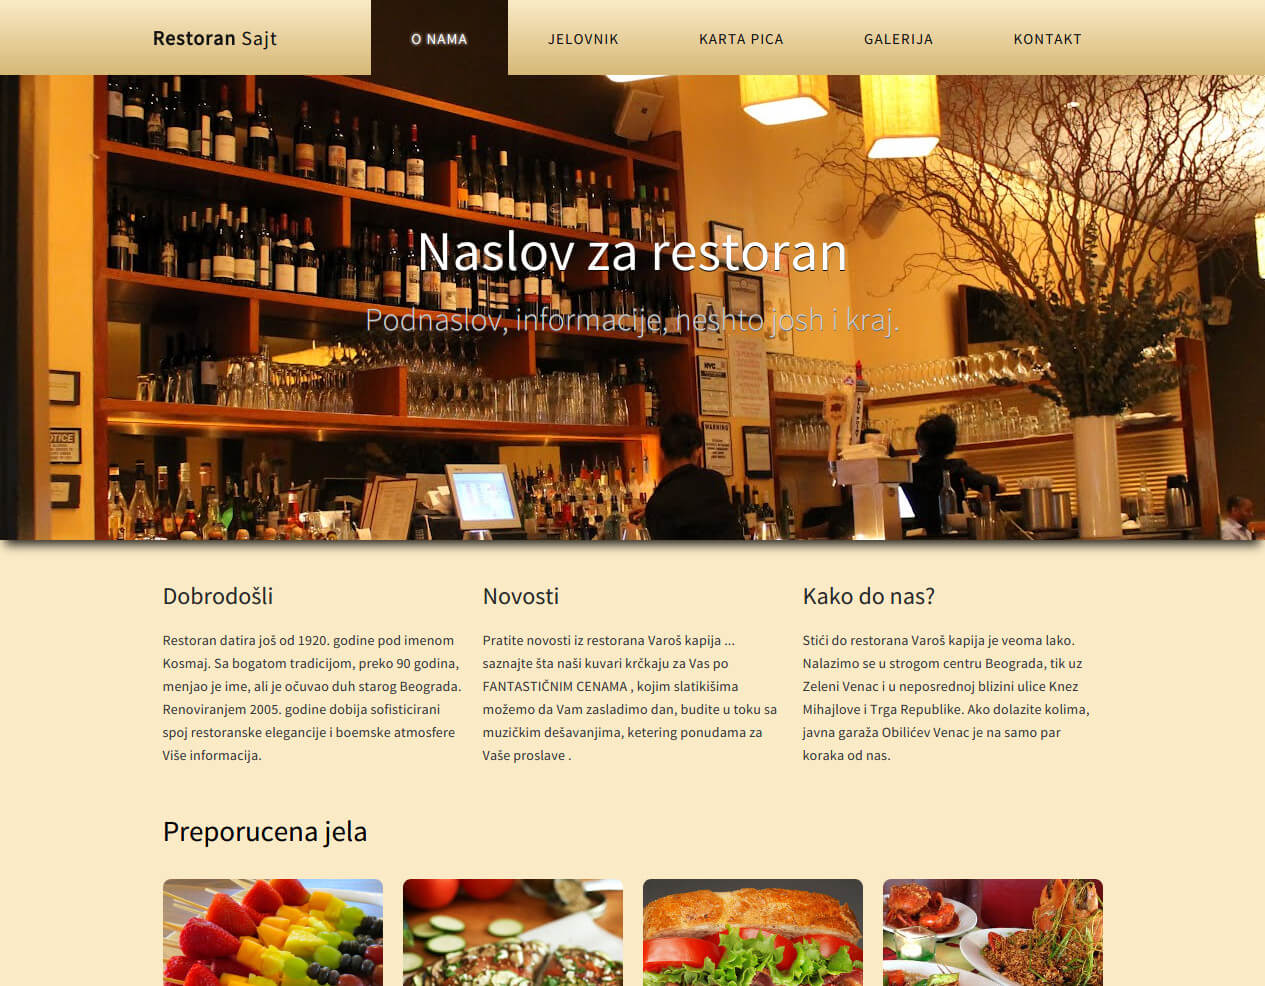 Restoran Sajt
O NAMA
JELOVNIK
KARTA PICA
GALERIJA
KONTAKT
Naslov za restoran
Podnaslov, informacije, neshto josh i kraj.
NOTICE
WARNING
Dobrodošli
Restoran datira još od 1920. godine pod imenom
Kosmaj. Sa bogatom tradicijom, preko 90 godina,
menjao je ime, ali je očuvao duh starog Beograda.
Renoviranjem 2005. godine dobija sofisticirani
spoj restoranske elegancije i boemske atmosfere
Više informacija.
Novosti
Pratite novosti iz restorana Varoš kapija ...
saznajte šta naši kuvari krčkaju za Vas po
FANTASTIČNIM CENAMA , kojim slatikišima
možemo da Vam zasladimo dan, budite u toku sa
muzičkim dešavanjima, ketering ponudama za
Vaše proslave .
Kako do nas?
Stići do restorana Varoš kapija je veoma lako.
Nalazimo se u strogom centru Beograda, tik uz
Zeleni Venac i u neposrednoj blizini ulice Knez
Mihajlove i Trga Republike. Ako dolazite kolima,
javna garaža Obilićev Venac je na samo par
koraka od nas.
Preporucena jela